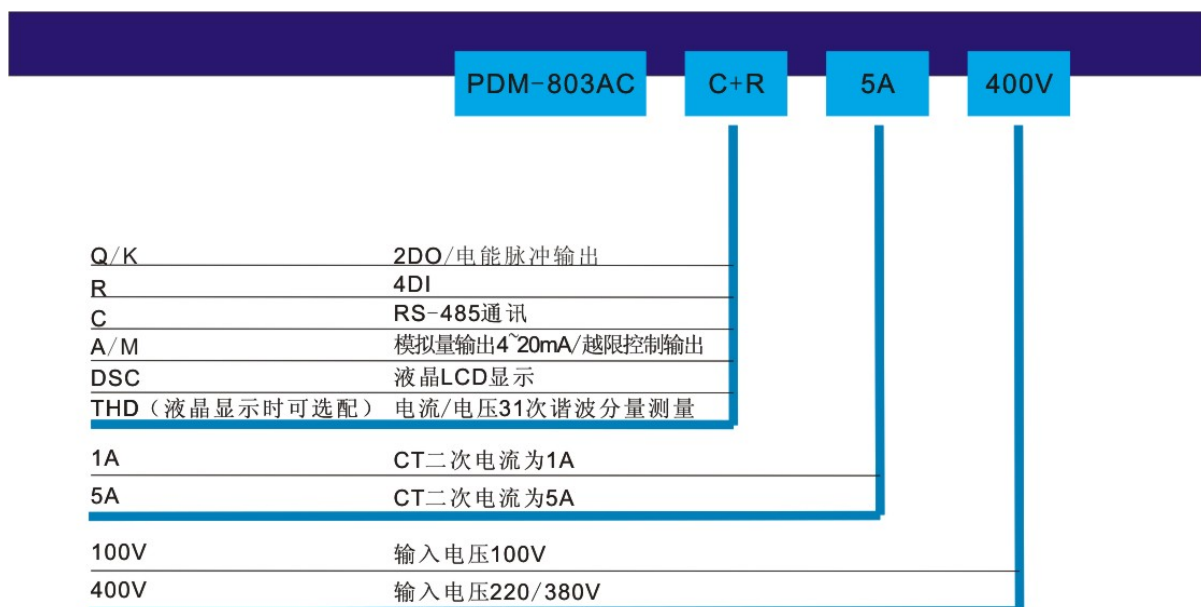 PDM-803AC C+R 5A 400V
Q/K 2DO/电能脉冲输出
R 4DI
C RS-485通讯
A/M 模拟量输出4~20mA/越限控制输出
DSC 液晶LCD显示
THD（液晶显示时可选配） 电流/电压31次谐波分量测量
1A CT二次电流为1A
5A CT二次电流为5A
100V 输入电压100V
400V 输入电压220/380V